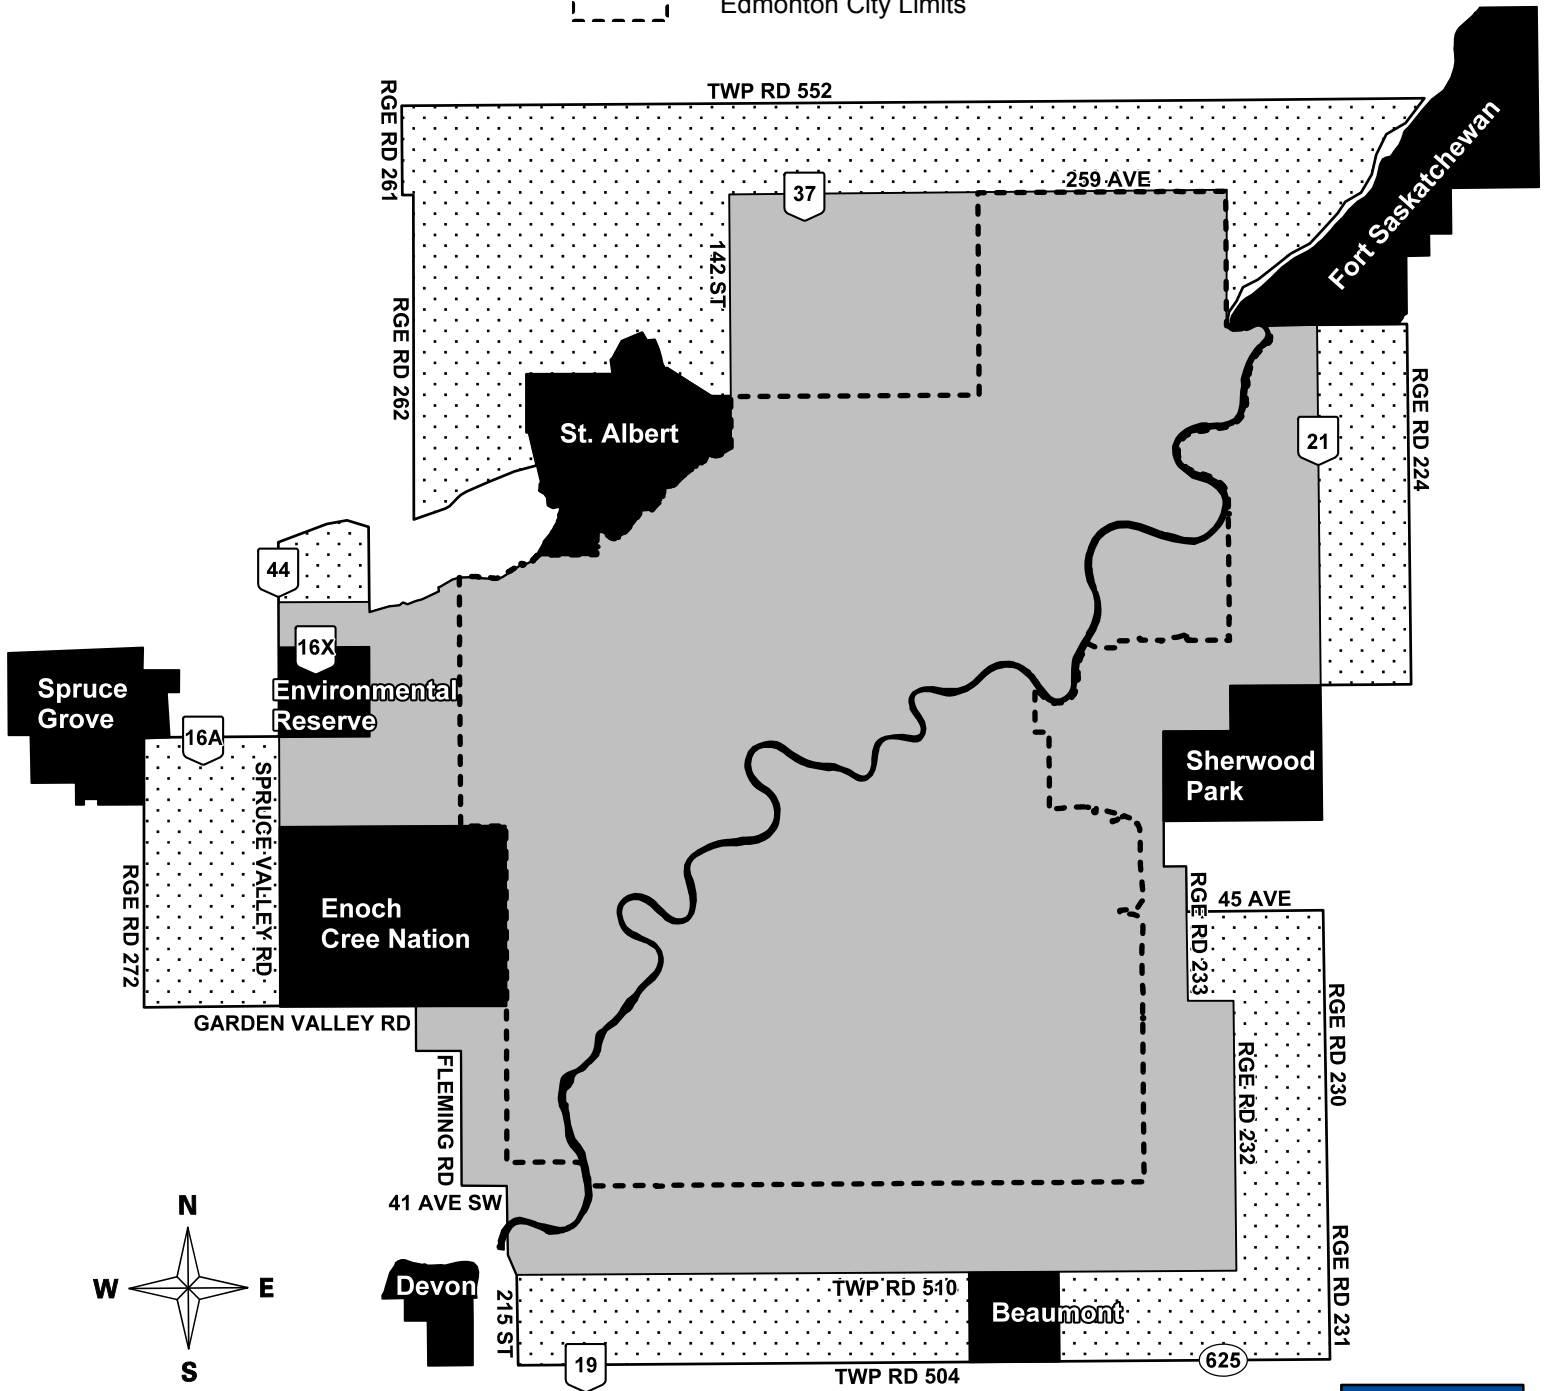 Edmonton City Limits
TWP RD 552
RGE RD 261
259 AVE
37
Fort Saskatchewan
142 ST
RGE RD 262
RGE RD 224
St. Albert
21
44
16X
Spruce
Grove
Environmental
Reserve
16A
Sherwood
Park
SPRUCE VALLEY RD
RGE RD 272
Enoch
Cree Nation
RGE RD 233
45 AVE
GARDEN VALLEY RD
RGE RD 230
RGE RD 232
FLEMING RD
41 AVE SW
N
W
E
S
Devon
215 ST
TWP RD 510
Beaumont
RGE RD 231
19
TWP RD 504
625